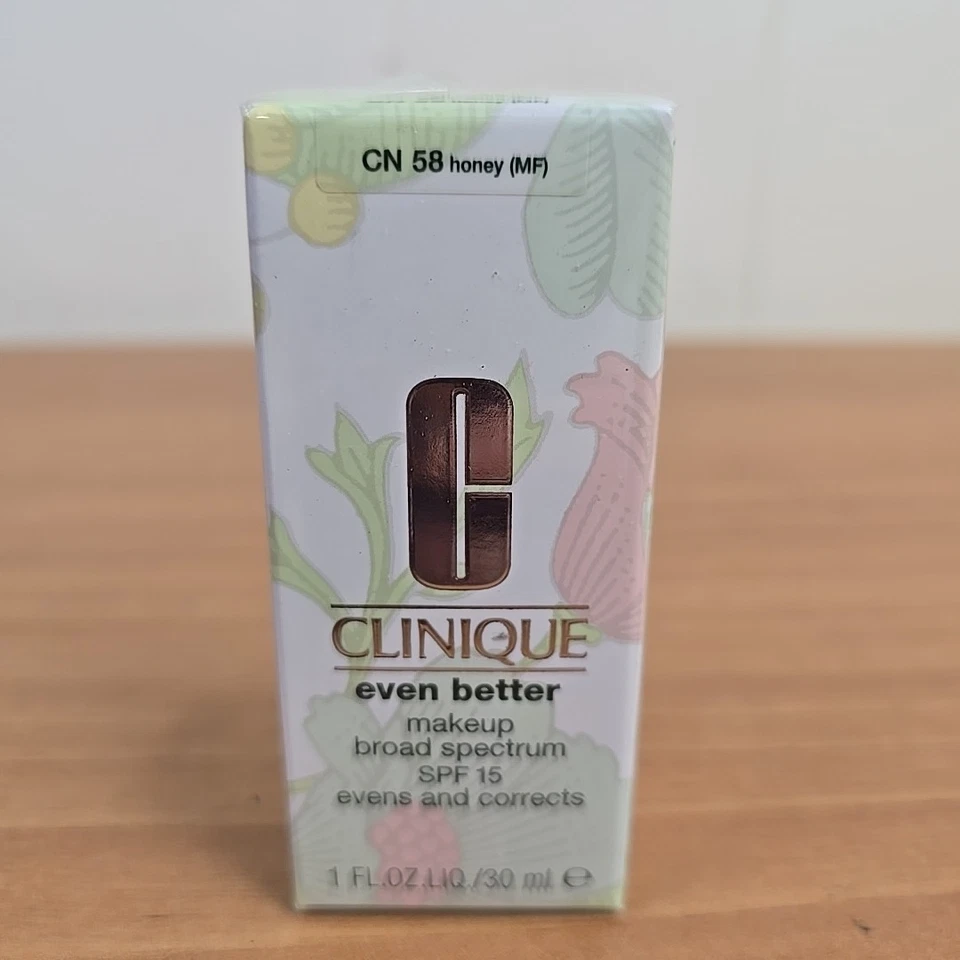 CN 58 honey (MF)
C
CLINIQUE
even better
makeup
broad spectrum
SPF 15
evens and corrects
1 FL.OZ.LIQ./30 ml ℮